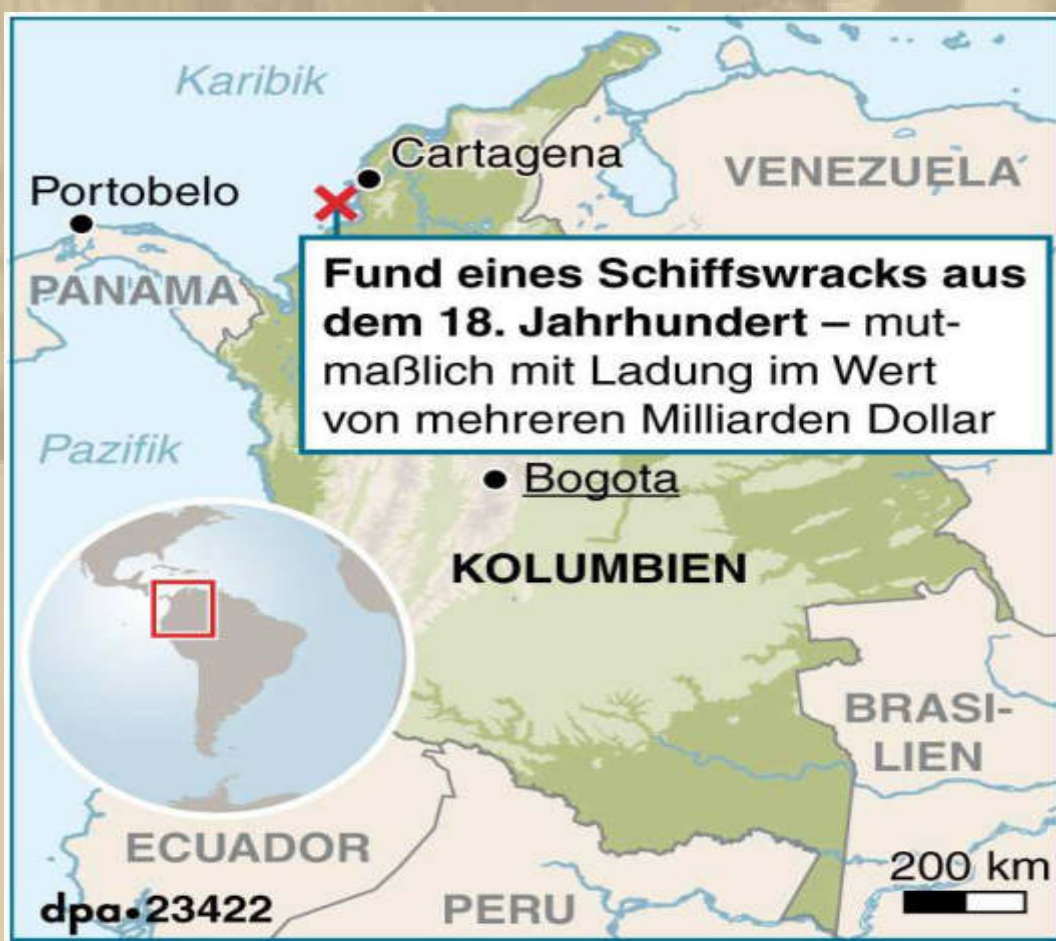 Karibik
Cartagena
VENEZUELA
Portobelo
PANAMA
Fund eines Schiffswracks aus
dem 18. Jahrhundert – mut-
maßlich mit Ladung im Wert
von mehreren Milliarden Dollar
Pazifik
Bogota
KOLUMBIEN
BRASI-
LIEN
ECUADOR
200 km
dpa•23422
PERU